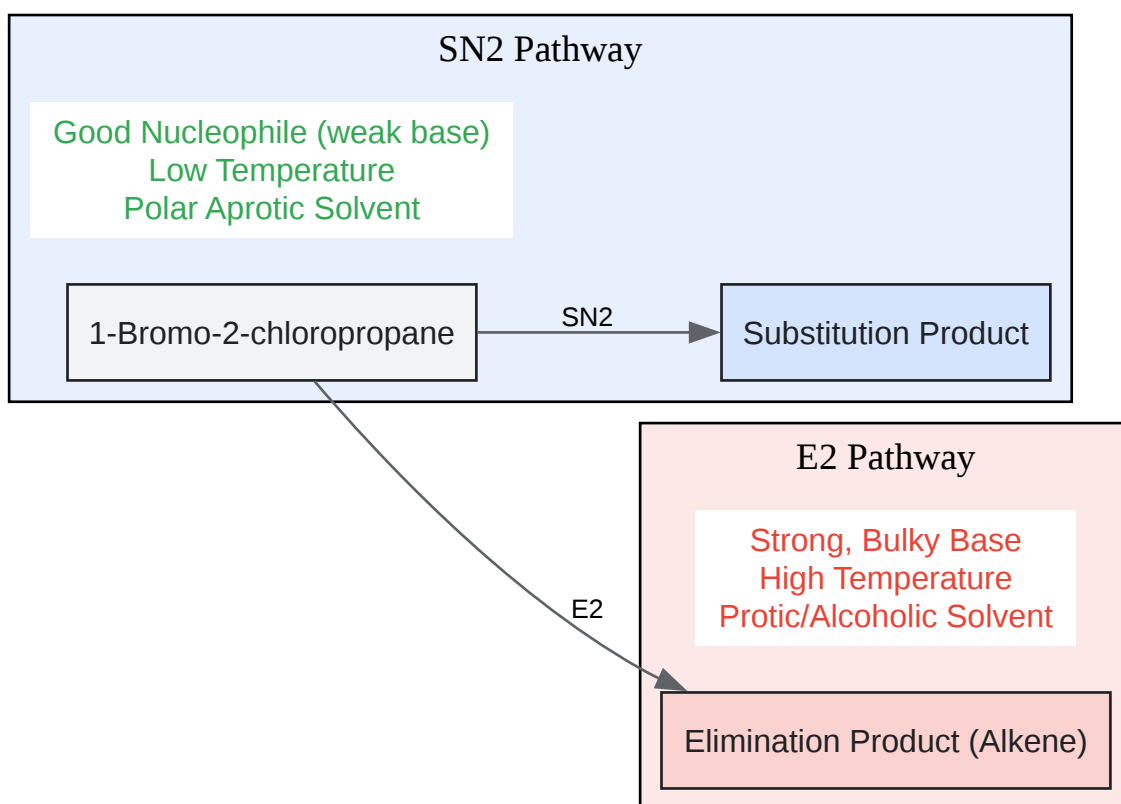 SN2 Pathway
Good Nucleophile (weak base)
Low Temperature
Polar Aprotic Solvent
1-Bromo-2-chloropropane
SN2
Substitution Product
E2 Pathway
Strong, Bulky Base
High Temperature
Protic/Alcoholic Solvent
E2
Elimination Product (Alkene)